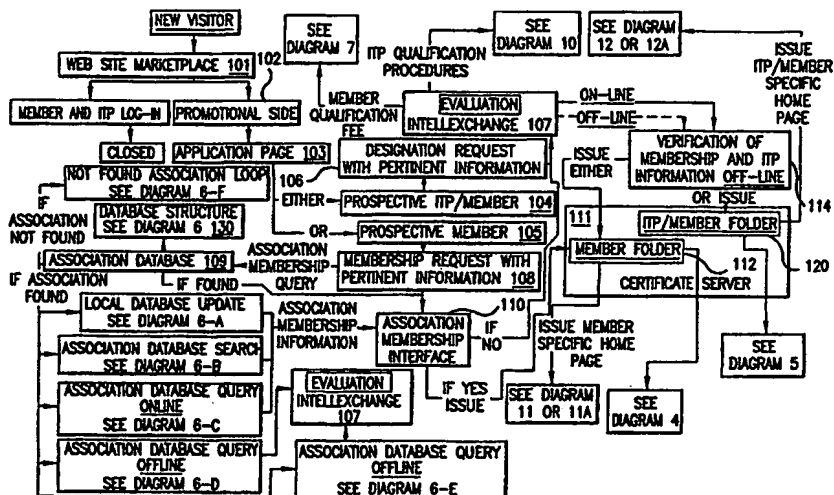 NEW VISITOR
WEB SITE MARKETPLACE 101
102
MEMBER AND ITP LOG-IN
PROMOTIONAL SIDE
CLOSED
APPLICATION PAGE 103
NOT FOUND ASSOCIATION LOOP
SEE DIAGRAM 6-F
IF
ASSOCIATION
NOT FOUND
DATABASE STRUCTURE
SEE DIAGRAM 6 130
ASSOCIATION DATABASE 109
IF ASSOCIATION
FOUND
IF FOUND
LOCAL DATABASE UPDATE
SEE DIAGRAM 6-A
ASSOCIATION DATABASE SEARCH
SEE DIAGRAM 6-B
ASSOCIATION DATABASE QUERY
ONLINE
SEE DIAGRAM 6-C
ASSOCIATION DATABASE QUERY
OFFLINE
SEE DIAGRAM 6-D
SEE
DIAGRAM 7
ITP QUALIFICATION
PROCEDURES
MEMBER
QUALIFICATION
FEE
EVALUATION
INTELLEXCHANGE 107
DESIGNATION REQUEST
WITH PERTINENT INFORMATION
106
EITHER
PROSPECTIVE ITP/MEMBER 104
OR
PROSPECTIVE MEMBER 105
ASSOCIATION
MEMBERSHIP
QUERY
MEMBERSHIP REQUEST WITH
PERTINENT INFORMATION 108
ASSOCIATION
MEMBERSHIP
INFORMATION
110
ASSOCIATION
MEMBERSHIP
INTERFACE
IF
NO
IF YES
ISSUE
EVALUATION
INTELLEXCHANGE
107
ASSOCIATION DATABASE QUERY
OFFLINE
SEE DIAGRAM 6-E
SEE
DIAGRAM 10
SEE
DIAGRAM
12 OR 12A
ISSUE
ITP/MEMBER
SPECIFIC
HOME
PAGE
ON-LINE
OFF-LINE
VERIFICATION OF
MEMBERSHIP AND ITP
INFORMATION OFF-LINE
114
ISSUE
EITHER
OR ISSUE
111
ITP/MEMBER FOLDER
120
MEMBER FOLDER
112
CERTIFICATE SERVER
ISSUE MEMBER
SPECIFIC HOME
PAGE
SEE DIAGRAM
11 OR 11A
SEE
DIAGRAM 4
SEE
DIAGRAM 5